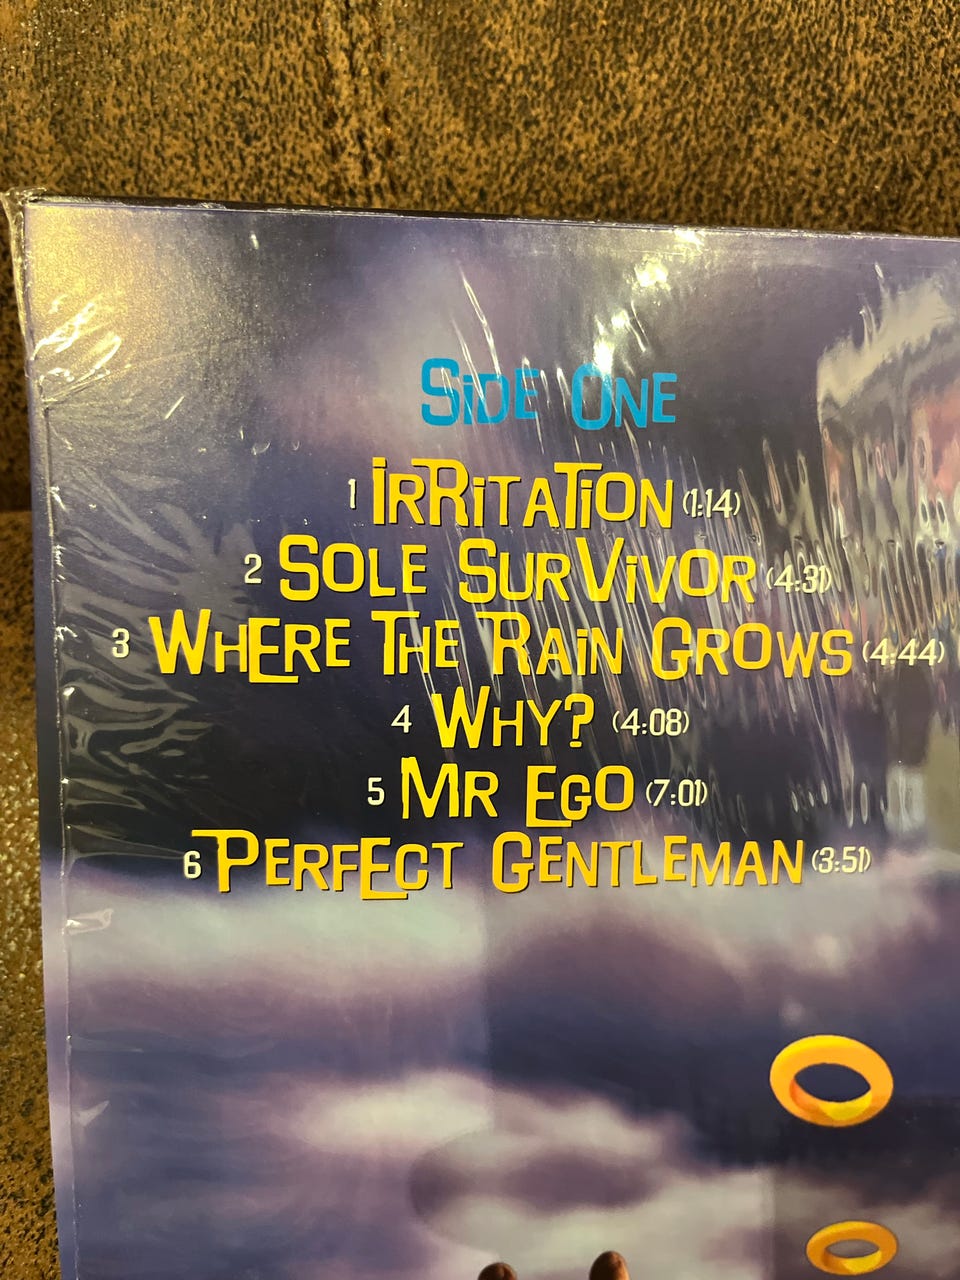 Side One
1 Irritation (1:14)
2 Sole Survivor (4:31)
3 Where The Rain Grows (4:44)
4 Why? (4:08)
5 Mr Ego (7:01)
6 Perfect Gentleman (3:51)